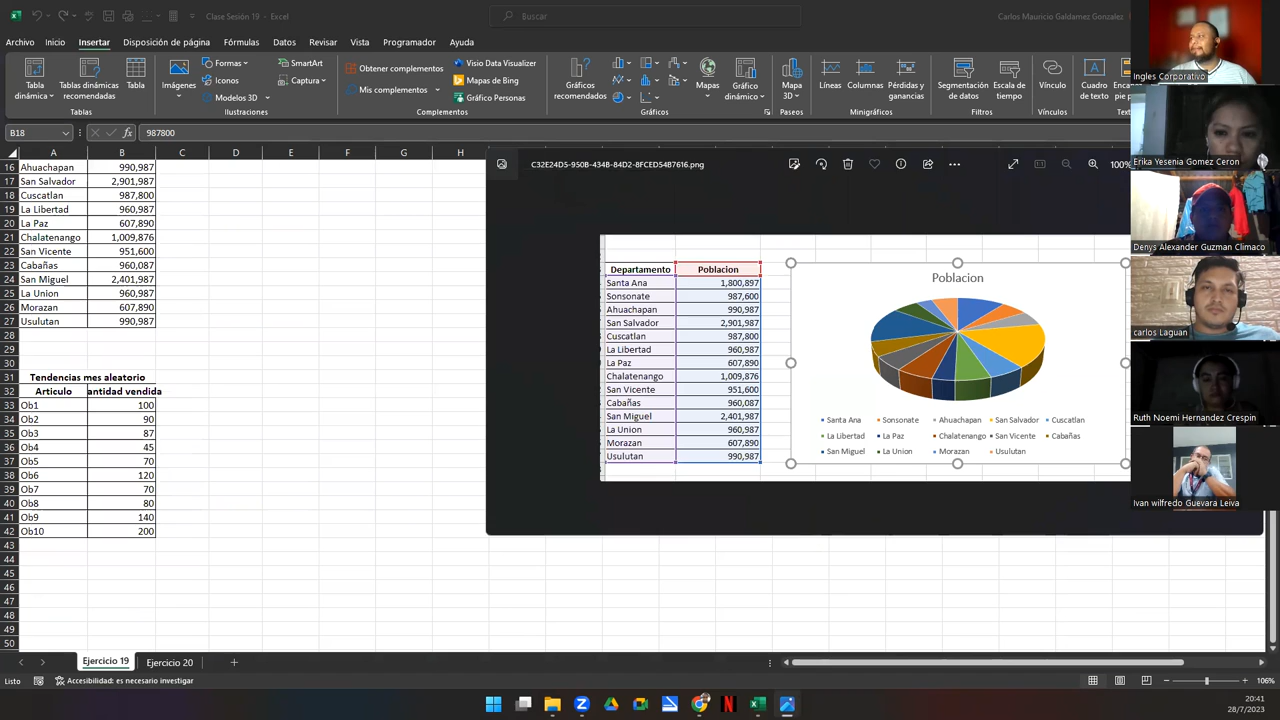 Clase Sesión 19 - Excel
Buscar
Carlos Mauricio Galdamez Gonzalez
Archivo Inicio Insertar Disposición de página Fórmulas Datos Revisar Vista Programador Ayuda
Tabla dinámica
Tablas dinámicas recomendadas
Tabla
Tablas
Imágenes
Formas
Iconos
Modelos 3D
SmartArt
Captura
Ilustraciones
Obtener complementos
Mis complementos
Visio Data Visualizer
Mapas de Bing
Gráfico Personas
Complementos
Gráficos recomendados
Mapas
Gráfico dinámico
Gráficos
Mapa 3D
Paseos
Líneas
Columnas
Pérdidas y ganancias
Minigráficos
Segmentación de datos
Escala de tiempo
Filtros
Vínculo
Vínculos
Cuadro de texto
B18 fx 987800
A B C D E F G H
16 Ahuachapan 990,987
17 San Salvador 2,901,987
18 Cuscatlan 987,800
19 La Libertad 960,987
20 La Paz 607,890
21 Chalatenango 1,009,876
22 San Vicente 951,600
23 Cabañas 960,087
24 San Miguel 2,401,987
25 La Union 960,987
26 Morazan 607,890
27 Usulutan 990,987
28
29
30
31 Tendencias mes aleatorio
32 Articulo antidad vendida
33 Ob1 100
34 Ob2 90
35 Ob3 87
36 Ob4 45
37 Ob5 70
38 Ob6 120
39 Ob7 70
40 Ob8 80
41 Ob9 140
42 Ob10 200
43
44
45
46
47
48
49
50
C32E24D5-950B-434B-84D2-8FCED54B7616.png
100%
Departamento Poblacion
Santa Ana 1,800,897
Sonsonate 987,600
Ahuachapan 990,987
San Salvador 2,901,987
Cuscatlan 987,800
La Libertad 960,987
La Paz 607,890
Chalatenango 1,009,876
San Vicente 951,600
Cabañas 960,087
San Miguel 2,401,987
La Union 960,987
Morazan 607,890
Usulutan 990,987
Poblacion
Santa Ana Sonsonate Ahuachapan San Salvador Cuscatlan
La Libertad La Paz Chalatenango San Vicente Cabañas
San Miguel La Union Morazan Usulutan
Ingles Corporativo
Erika Yesenia Gomez Ceron
Denys Alexander Guzman Climaco
carlos Laguan
Ruth Noemi Hernandez Crespin
Ivan wilfredo Guevara Leiva
Ejercicio 19 Ejercicio 20
Listo Accesibilidad: es necesario investigar 106%
20:41
28/7/2023